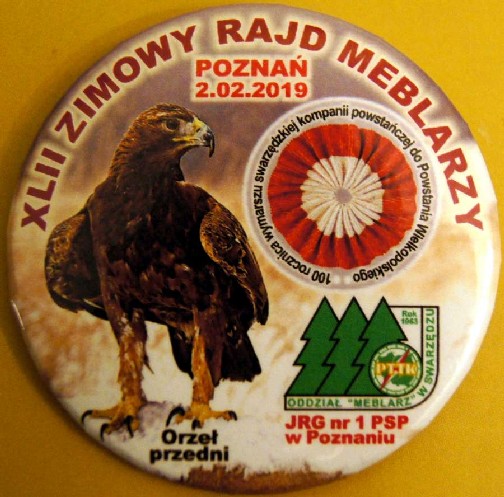 XLII ZIMOWY RAJD MEBLARZY
POZNAŃ
2.02.2019
100 rocznica wymarszu swarzędzkiej kompanii powstańczej do Powstania Wielkopolskiego
Rok
1983
PTTK
ODDZIAŁ "MEBLARZ" W SWARZĘDZU
JRG nr 1 PSP
w Poznaniu
Orzeł
przedni